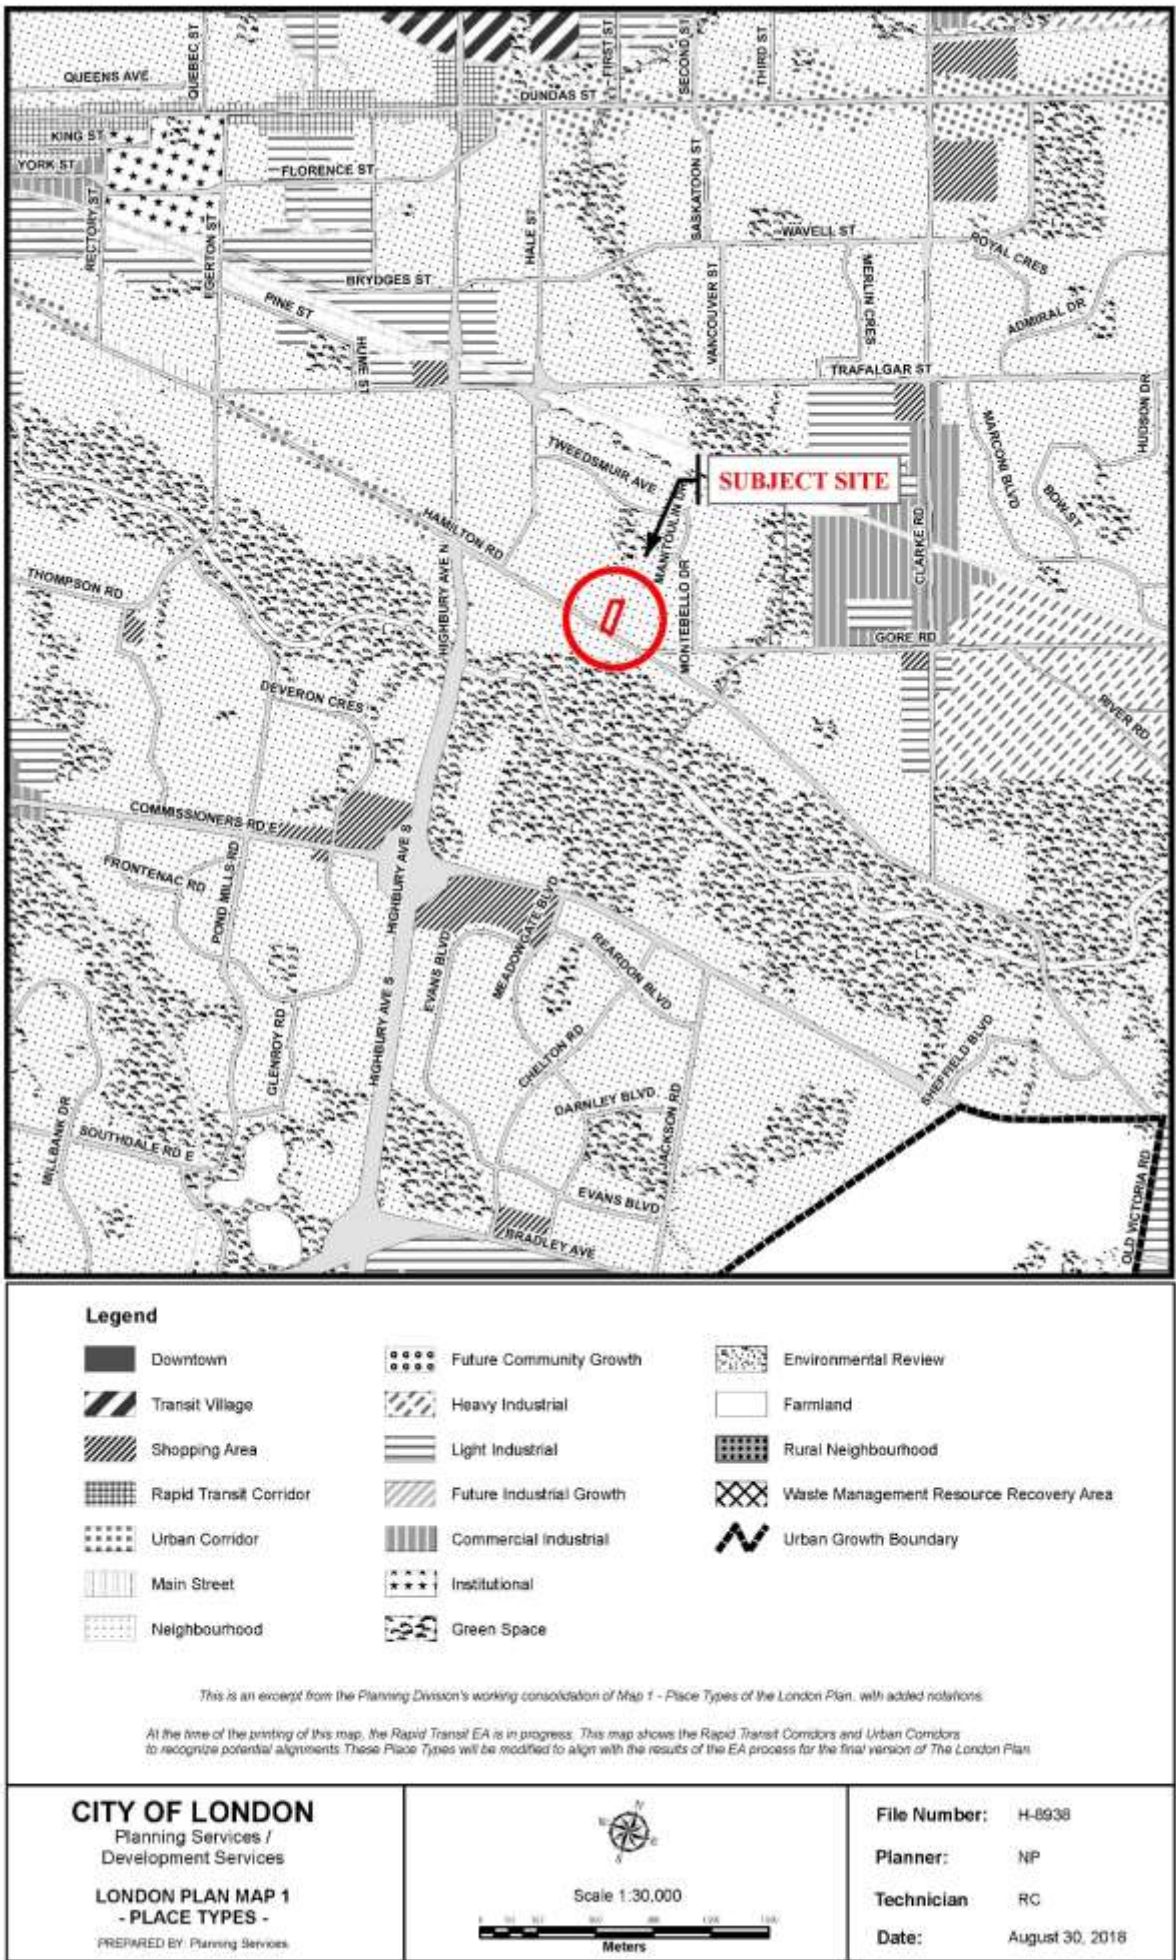 QUEENS AVE
QUEBEC ST
FIRST ST
SECOND ST
THIRD ST
DUNDAS ST
KING ST
YORK ST
FLORENCE ST
RECTORY ST
EGERTON ST
HALE ST
SASKATOON ST
WAVELL ST
ROYAL CRES
BRYDGES ST
PINE ST
HUME ST
VANCOUVER ST
MERLIN CRES
ADMIRAL DR
TRAFALGAR ST
HUDSON DR
MARCONI BLVD
BOW ST
TWEEDSMUIR AVE
SUBJECT SITE
MANITOULIN DR
CLARKE RD
HAMILTON RD
HIGHBURY AVE N
THOMPSON RD
MONTEBELLO DR
GORE RD
DEVERON CRES
RIVER RD
COMMISSIONERS RD E
FRONTENAC RD
POND MILLS RD
HIGHBURY AVE S
MEADOWGATE BLVD
EVANS BLVD
REARDON BLVD
HIGHBURY AVE S
GLENROY RD
CHELTON RD
SHEFFIELD BLVD
DARNLEY BLVD
JACKSON RD
MILLBANK DR
SOUTHDALE RD E
EVANS BLVD
BRADLEY AVE
OLD VICTORIA RD
Legend
Downtown
Transit Village
Shopping Area
Rapid Transit Corridor
Urban Corridor
Main Street
Neighbourhood
Future Community Growth
Heavy Industrial
Light Industrial
Future Industrial Growth
Commercial Industrial
Institutional
Green Space
Environmental Review
Farmland
Rural Neighbourhood
Waste Management Resource Recovery Area
Urban Growth Boundary
This is an excerpt from the Planning Division's working consolidation of Map 1 - Place Types of the London Plan, with added notations.
At the time of the printing of this map, the Rapid Transit EA is in progress. This map shows the Rapid Transit Corridors and Urban Corridors
to recognize potential alignments. These Place Types will be modified to align with the results of the EA process for the final version of The London Plan.
CITY OF LONDON
Planning Services /
Development Services
LONDON PLAN MAP 1
- PLACE TYPES -
PREPARED BY: Planning Services
N
E
S
Scale 1:30,000
Meters
File Number: H-8938
Planner: NP
Technician RC
Date: August 30, 2018